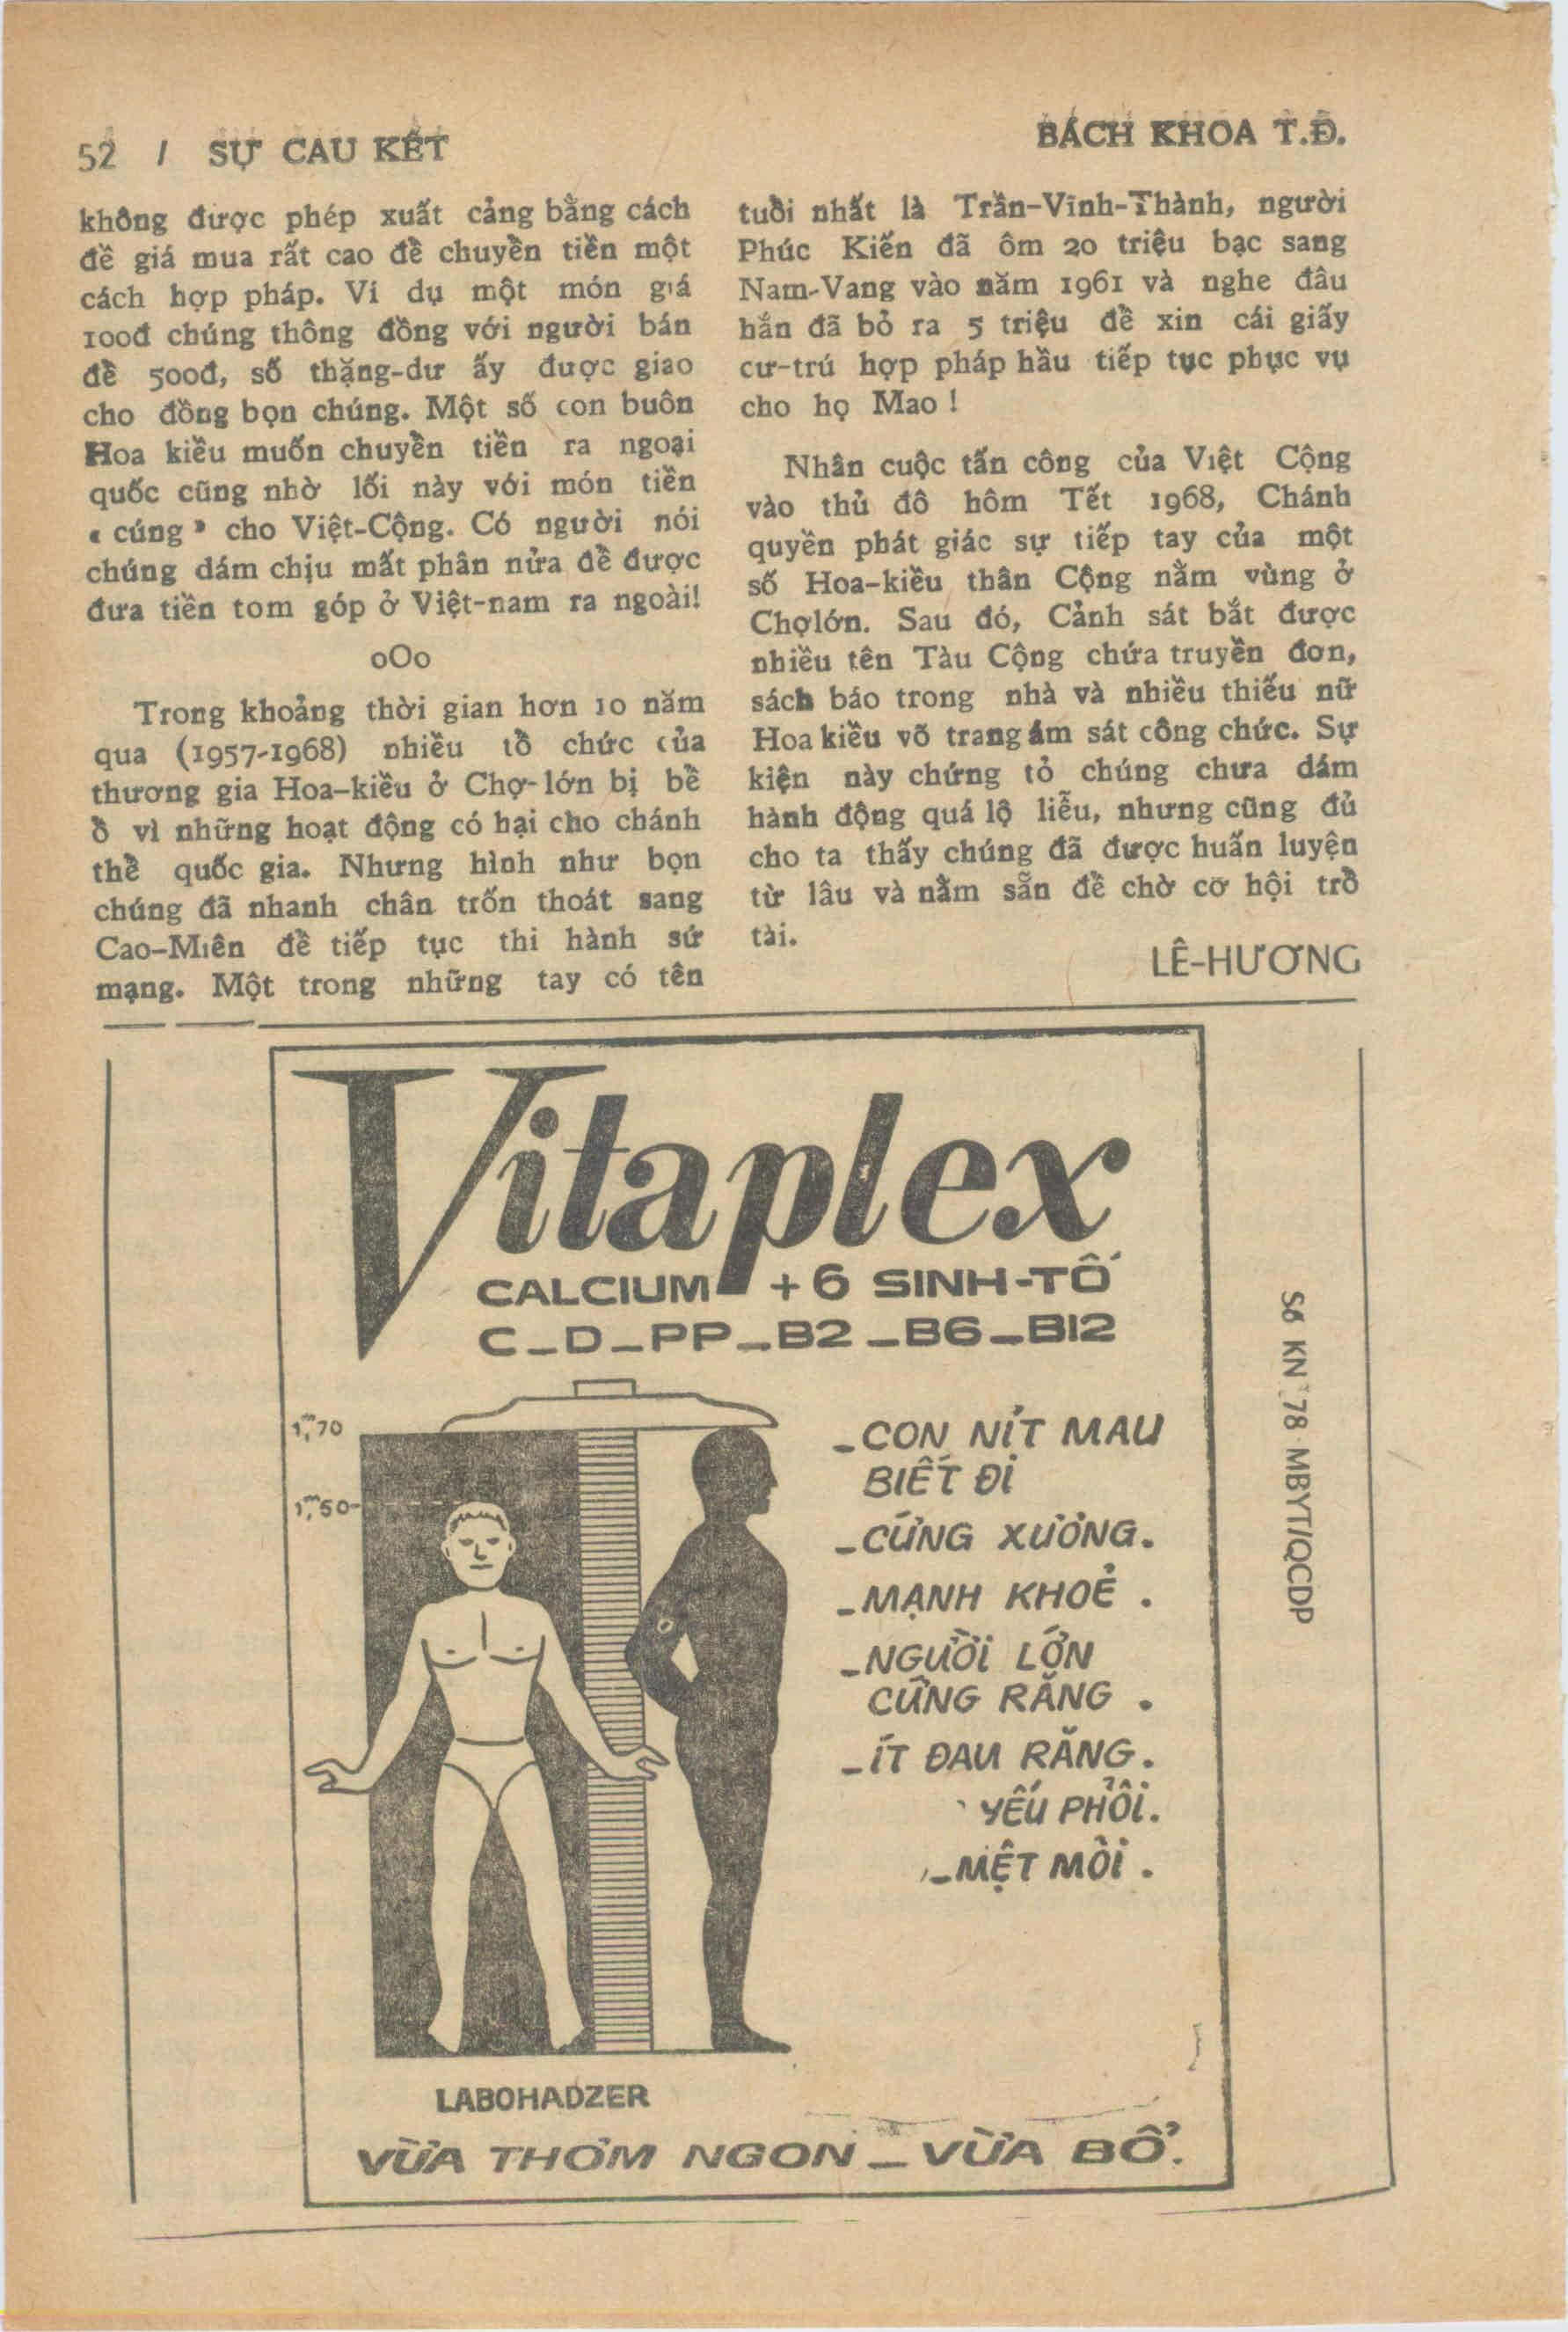 52 / SỰ CÂU KẾT
BÁCH KHOA T.Đ.
không được phép xuất cảng bằng cách
để giá mua rất cao để chuyển tiền một
cách hợp pháp. Ví dụ một món giá
100đ chúng thông đồng với người bán
để 500đ, số thặng-dư ấy được giao
cho đồng bọn chúng. Một số con buôn
Hoa kiều muốn chuyển tiền ra ngoại
quốc cũng nhờ lối này với món tiền
« cúng » cho Việt-Cộng. Có người nói
chúng dám chịu mất phân nửa để được
đưa tiền tom góp ở Việt-nam ra ngoài!
oOo
Trong khoảng thời gian hơn 10 năm
qua (1957-1968) nhiều tổ chức của
thương gia Hoa-kiều ở Chợ-lớn bị bể
ổ vì những hoạt động có hại cho chánh
thể quốc gia. Nhưng hình như bọn
chúng đã nhanh chân trốn thoát sang
Cao-Miên để tiếp tục thi hành sứ
mạng. Một trong những tay có tên
tuổi nhất là Trần-Vĩnh-Thành, người
Phúc Kiến đã ôm 20 triệu bạc sang
Nam-Vang vào năm 1961 và nghe đâu
hắn đã bỏ ra 5 triệu để xin cái giấy
cư-trú hợp pháp hầu tiếp tục phục vụ
cho họ Mao !
Nhân cuộc tấn công của Việt Cộng
vào thủ đô hôm Tết 1968, Chánh
quyền phát giác sự tiếp tay của một
số Hoa-kiều thân Cộng nằm vùng ở
Chợlớn. Sau đó, Cảnh sát bắt được
nhiều tên Tàu Cộng chứa truyền đơn,
sách báo trong nhà và nhiều thiếu nữ
Hoa kiều võ trang ám sát công chức. Sự
kiện này chứng tỏ chúng chưa dám
hành động quá lộ liễu, nhưng cũng đủ
cho ta thấy chúng đã được huấn luyện
từ lâu và nằm sẵn để chờ cơ hội trổ
tài.
LÊ-HƯƠNG
Vitaplex
CALCIUM +6 SINH-TỐ
C_D_PP_B2_B6_B12
1,m70
1,m50-
_CON NÍT MAU
BIẾT ĐI
_CỨNG XƯƠNG.
_MẠNH KHOẺ .
_NGƯỜI LỚN
CỨNG RĂNG .
_ÍT ĐAU RĂNG.
YẾU PHỔI.
_MỆT MỎI .
LABOHADZER
VỪA THƠM NGON _ VỪA BỔ.
Số KN 78 MBYT/QCDP